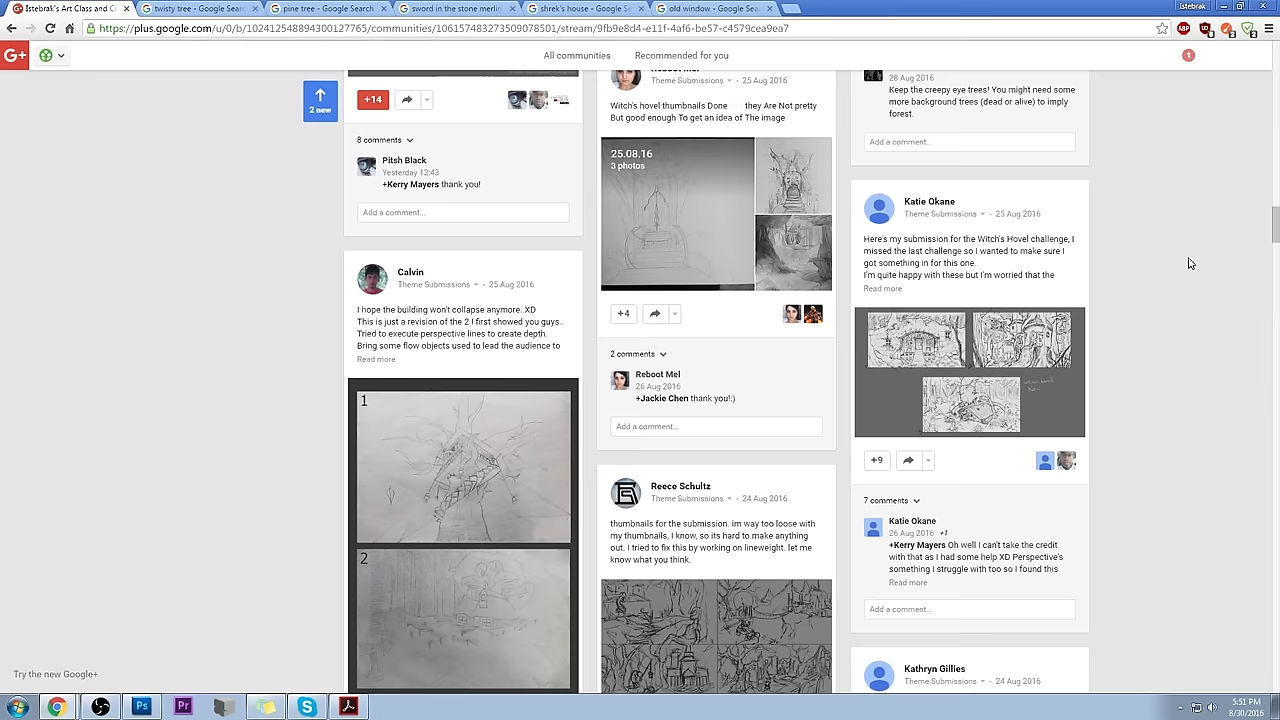 Istebrak's Art Class and Cr
twisty tree - Google Sear
pine tree - Google Search
sword in the stone merlin
shrek's house - Google Se
old window - Google Sear
Istebrak
https://plus.google.com/u/0/b/102412548894300127765/communities/106157483273509078501/stream/9fb9e8d4-e11f-4af6-be57-c4579cea9ea7
G+
All communities
Recommended for you
1
2 new
+14
8 comments
Pitsh Black
Yesterday 12:43
+Kerry Mayers thank you!
Add a comment...
Calvin
Theme Submissions - 25 Aug 2016
I hope the building won't collapse anymore..XD
This is just a revision of the 2 I first showed you guys..
Tried to execute perspective lines to create depth.
Bring some flow objects used to lead the audience to
Read more
1
2
Reboot Mel
Theme Submissions - 25 Aug 2016
Witch's hovel thumbnails Done they Are Not pretty
But good enough To get an idea of The image
25.08.16
3 photos
+4
2 comments
Reboot Mel
26 Aug 2016
+Jackie Chen thank you!:)
Add a comment...
Reece Schultz
Theme Submissions - 24 Aug 2016
thumbnails for the submission. im way too loose with
my thumbnails, I know, so its hard to make anything
out. I tried to fix this by working on lineweight. let me
know what you think.
28 Aug 2016
Keep the creepy eye trees! You might need some
more background trees (dead or alive) to imply
forest.
Add a comment...
Katie Okane
Theme Submissions - 25 Aug 2016
Here's my submission for the Witch's Hovel challenge, I
missed the last challenge so I wanted to make sure I
got something in for this one.
I'm quite happy with these but I'm worried that the
Read more
+9
7 comments
Katie Okane
26 Aug 2016 +1
+Kerry Mayers Oh well I can't take the credit
with that as I had some help XD Perspective's
something I struggle with too so I found this
Read more
Add a comment...
Kathryn Gillies
Theme Submissions - 24 Aug 2016
Try the new Google+
5:51 PM
8/30/2016